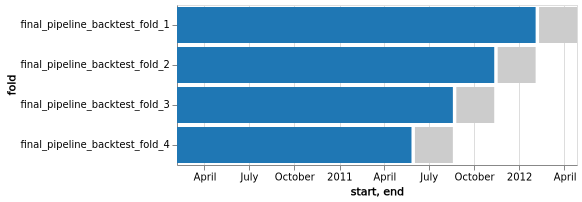 final_pipeline_backtest_fold_1
final_pipeline_backtest_fold_2
final_pipeline_backtest_fold_3
final_pipeline_backtest_fold_4
fold
April July October 2011 April July October 2012 April
start, end